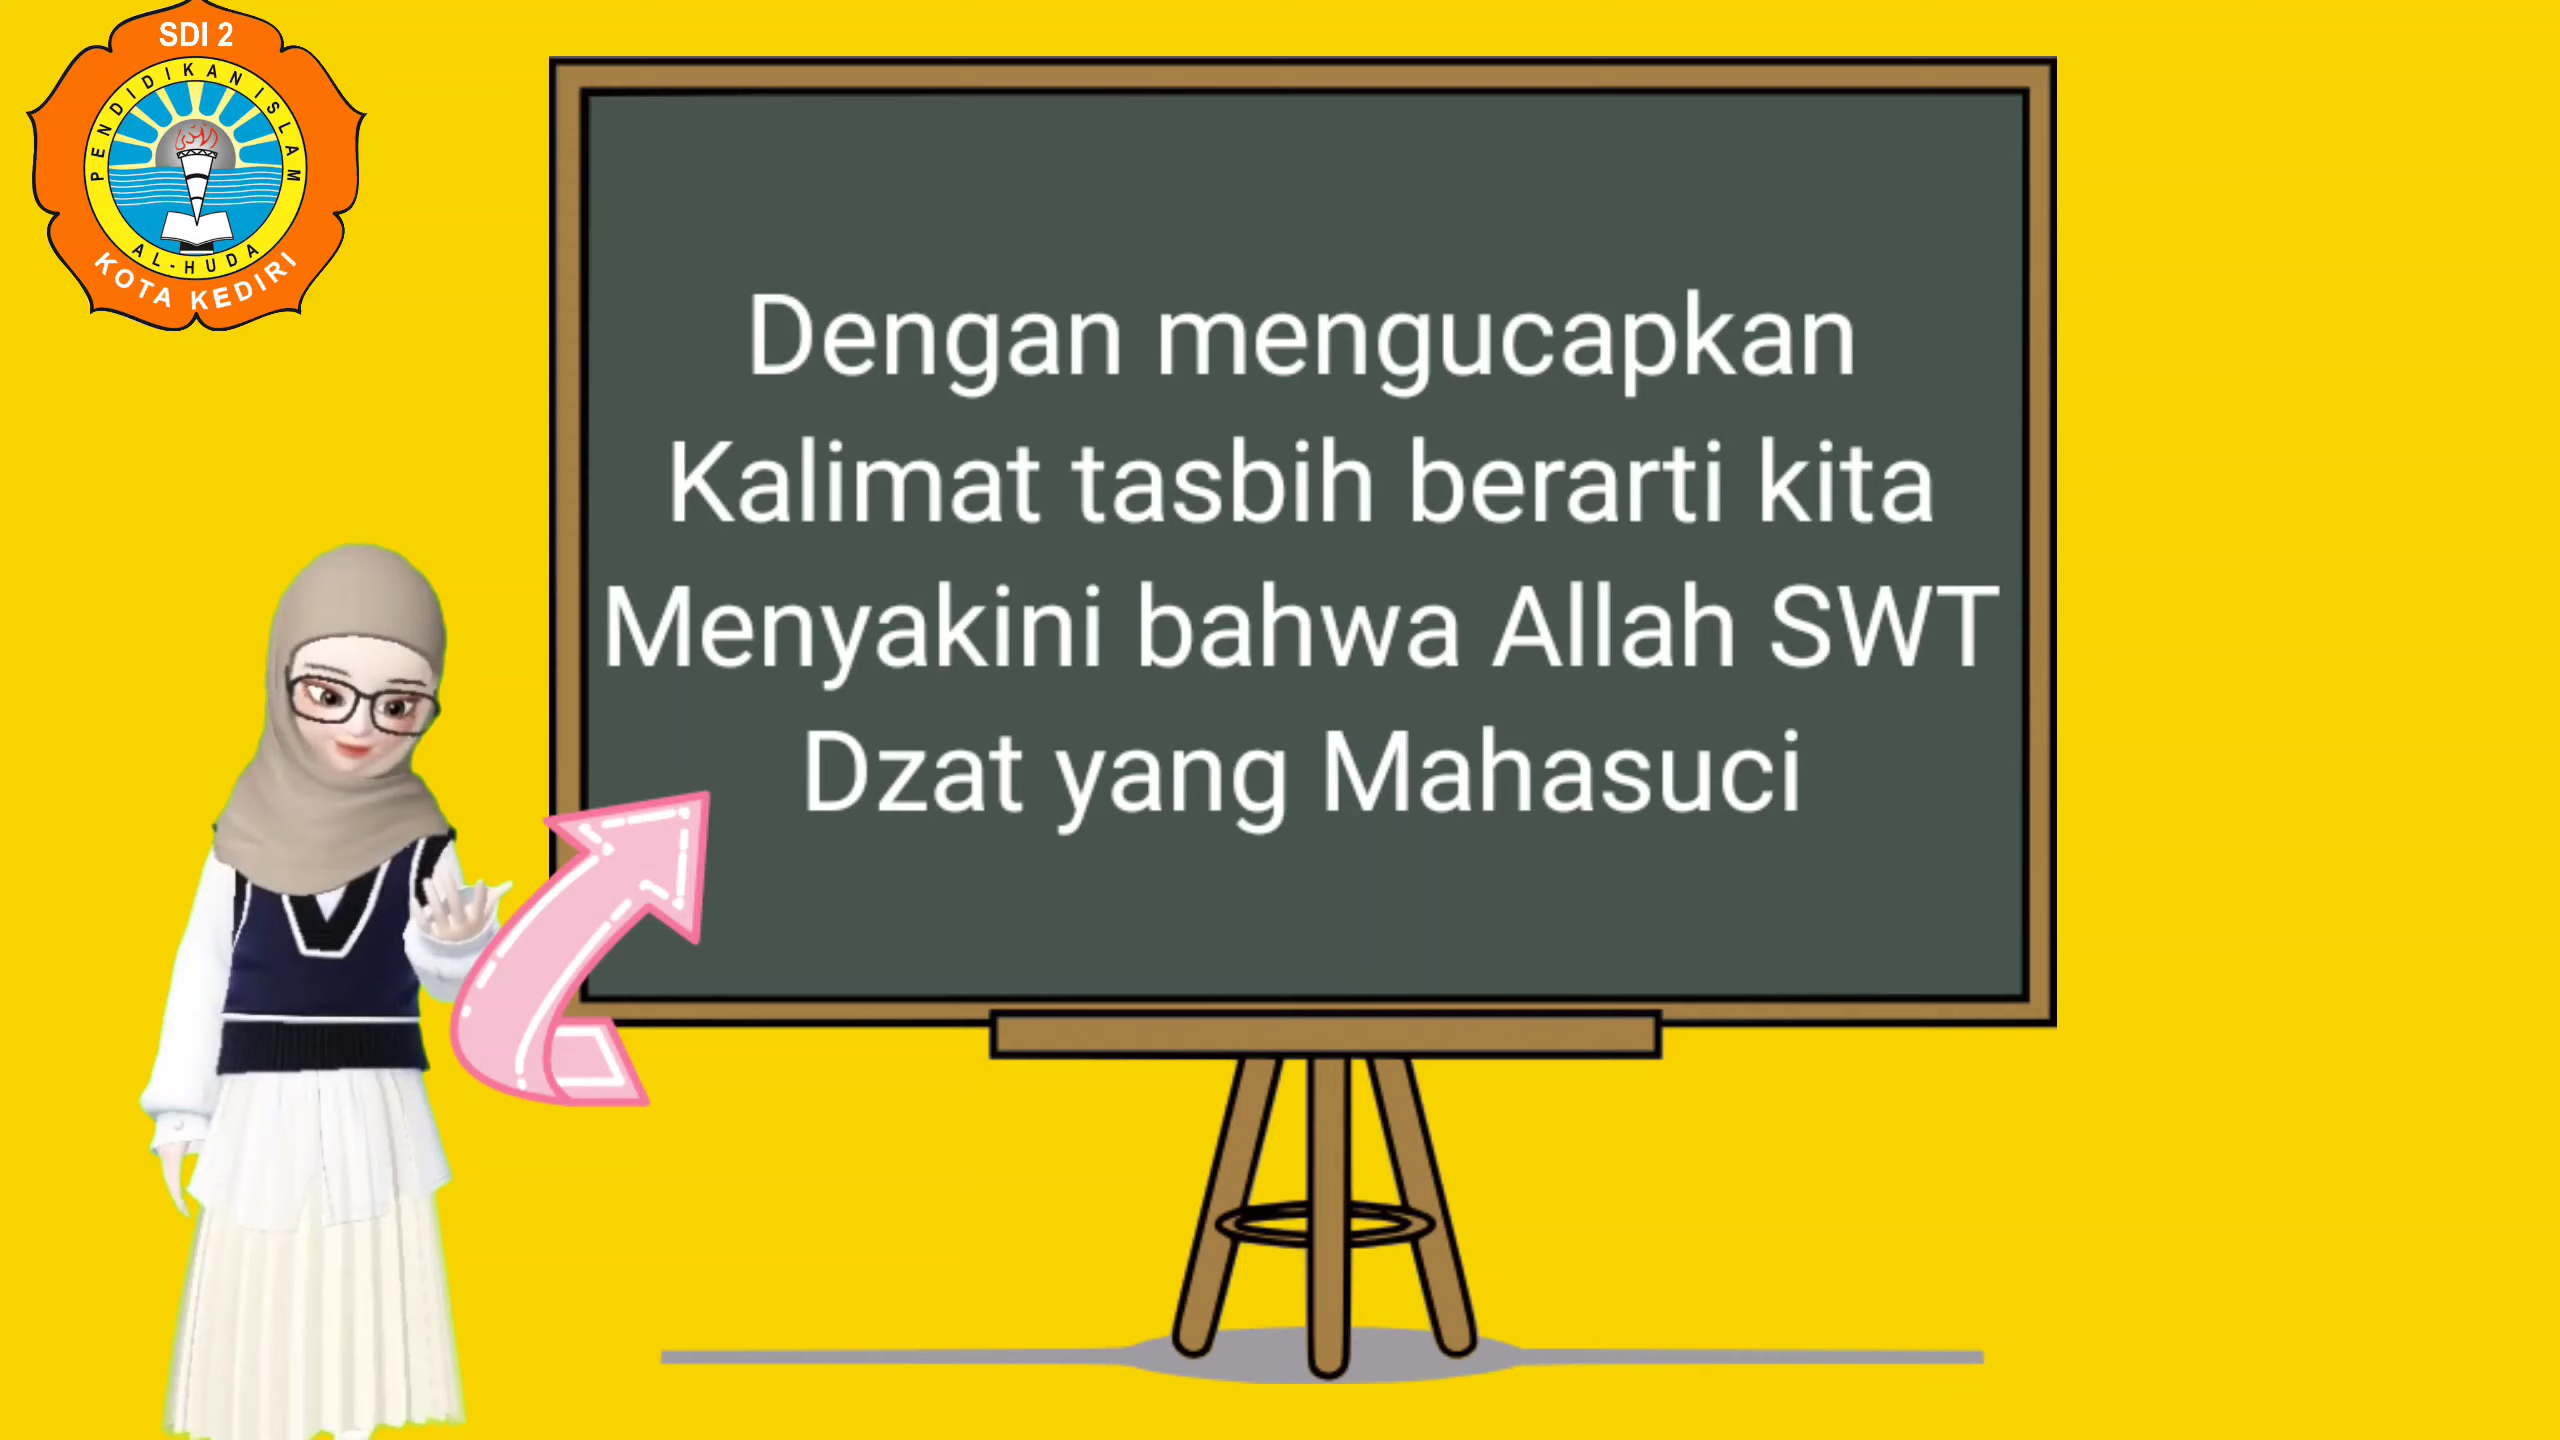 SDI 2
PENDIDIKAN ISLAM
AL-HUDA
KOTA KEDIRI
Dengan mengucapkan
Kalimat tasbih berarti kita
Menyakini bahwa Allah SWT
Dzat yang Mahasuci